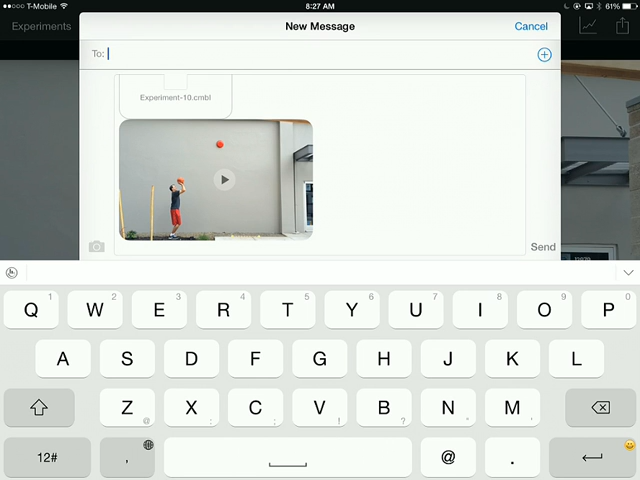 T-Mobile 8:27 AM 61%
Experiments
New Message
Cancel
To:
Experiment-10.cmbl
Send
1 2 3 4 5 6 7 8 9 0
Q W E R T Y U I O P
A S D F G H J K L
Z X C V B N M
@ : ; ! ? ~ '
12# , @ .